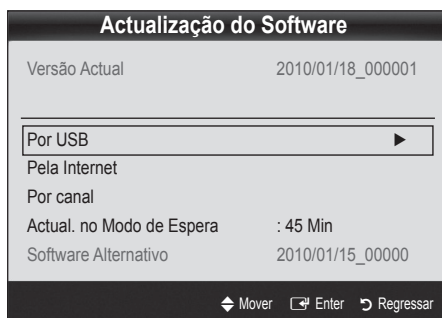 Actualização do Software
Versão Actual 2010/01/18_000001
Por USB ►
Pela Internet
Por canal
Actual. no Modo de Espera : 45 Min
Software Alternativo 2010/01/15_00000
Mover Enter Regressar